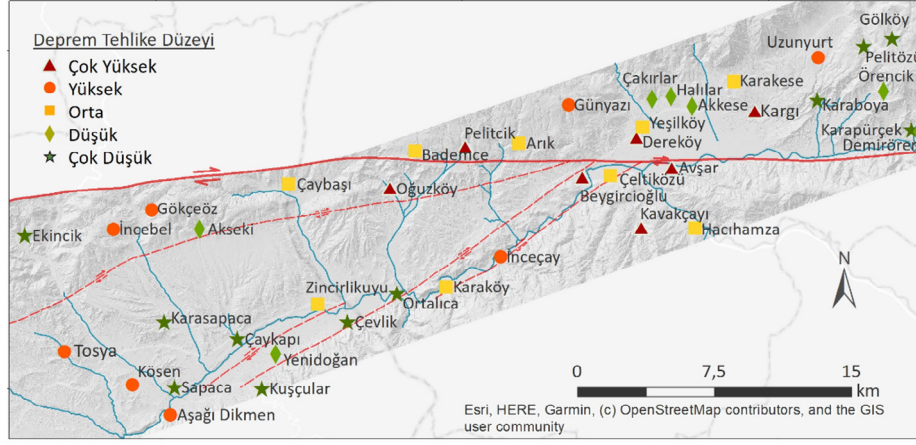 Deprem Tehlike Düzeyi
Çok Yüksek
Yüksek
Orta
Düşük
Çok Düşük
Gölköy
Uzunyurt
Pelitözü
Örencik
Çakırlar
Halılar
Karakese
Günyazı
Akkese
Kargı
Karaboya
Yeşilköy
Pelitcik
Arık
Dereköy
Karapürçek
Demirören
Bademce
Avşar
Çaybaşı
Oğuzköy
Çeltiközü
Beygircioğlu
Gökçeöz
Kavakçayı
İncebel
Akseki
Hacıhamza
Ekincik
İnceçay
N
Zincirlikuyu
Karaköy
Ortalıca
Karasapaca
Çevlik
Çaykapı
Tosya
Yenidoğan
Kösen
Sapaca
Kuşçular
Aşağı Dikmen
0 7,5 15
km
Esri, HERE, Garmin, (c) OpenStreetMap contributors, and the GIS
user community